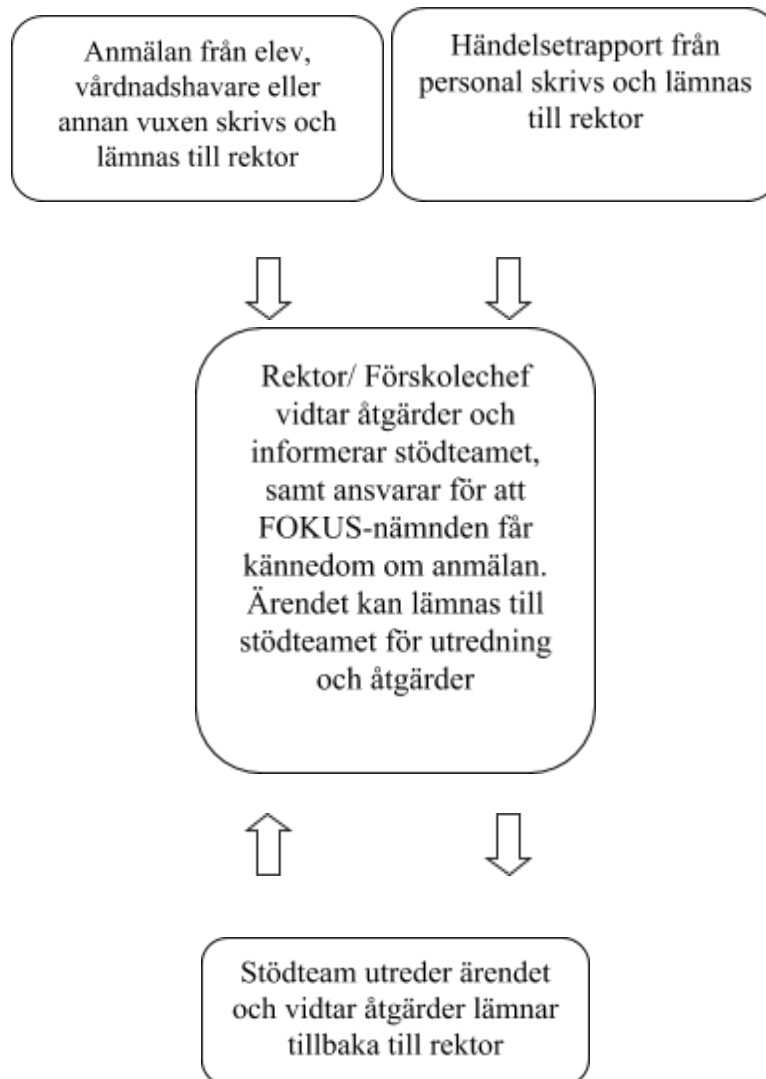 Anmälan från elev,
vårdnadshavare eller
annan vuxen skrivs och
lämnas till rektor
Händelsetrapport från
personal skrivs och lämnas
till rektor
Rektor/ Förskolechef
vidtar åtgärder och
informerar stödteamet,
samt ansvarar för att
FOKUS-nämnden får
kännedom om anmälan.
Ärendet kan lämnas till
stödteamet för utredning
och åtgärder
Stödteam utreder ärendet
och vidtar åtgärder lämnar
tillbaka till rektor